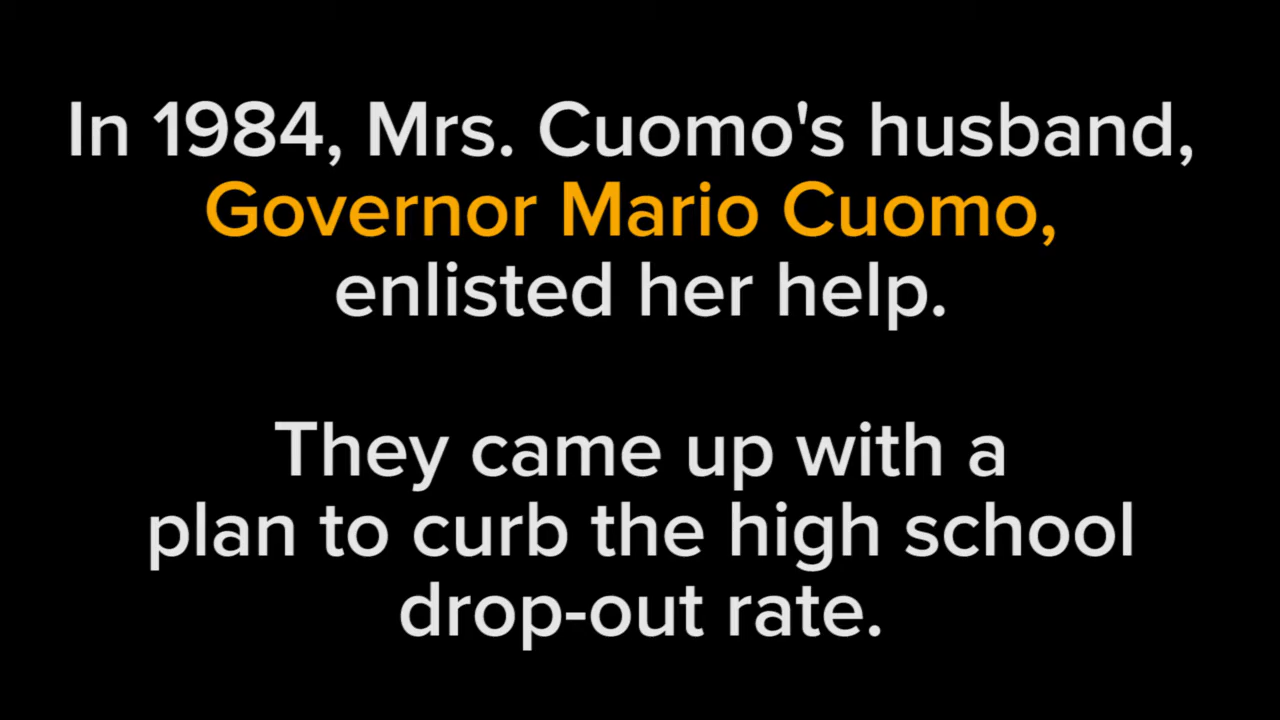 In 1984, Mrs. Cuomo's husband,
Governor Mario Cuomo,
enlisted her help.
They came up with a
plan to curb the high school
drop-out rate.